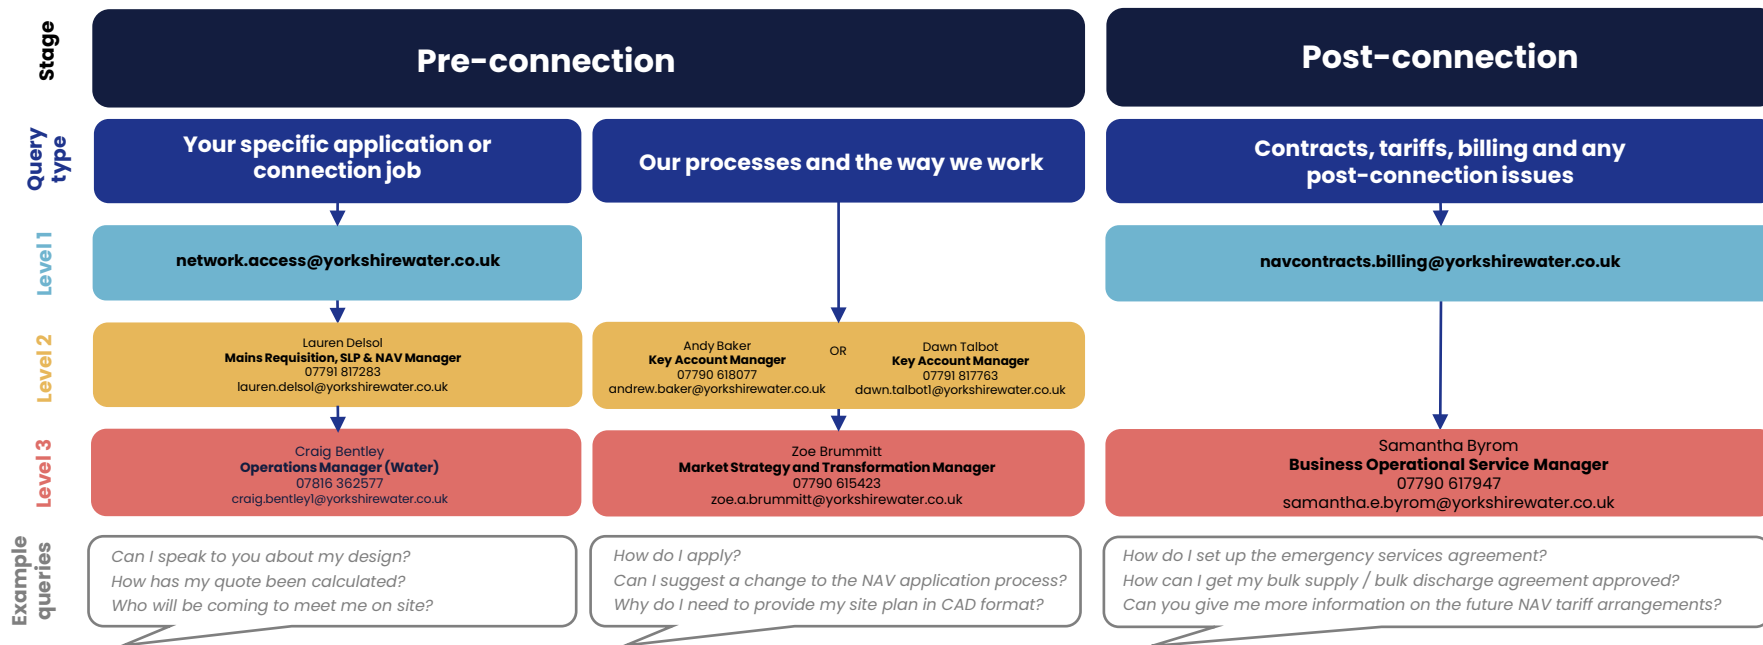 Stage
Pre-connection
Post-connection
Query
type
Your specific application or
connection job
Our processes and the way we work
Contracts, tariffs, billing and any
post-connection issues
Level 1
network.access@yorkshirewater.co.uk
navcontracts.billing@yorkshirewater.co.uk
Level 2
Lauren Delsol
Mains Requisition, SLP & NAV Manager
07791 817283
lauren.delsol@yorkshirewater.co.uk
Andy Baker
Key Account Manager
07790 618077
andrew.baker@yorkshirewater.co.uk
OR
Dawn Talbot
Key Account Manager
07791 817763
dawn.talbot1@yorkshirewater.co.uk
Level 3
Craig Bentley
Operations Manager (Water)
07816 362577
craig.bentley1@yorkshirewater.co.uk
Zoe Brummitt
Market Strategy and Transformation Manager
07790 615423
zoe.a.brummitt@yorkshirewater.co.uk
Samantha Byrom
Business Operational Service Manager
07790 617947
samantha.e.byrom@yorkshirewater.co.uk
Example
queries
Can I speak to you about my design?
How has my quote been calculated?
Who will be coming to meet me on site?
How do I apply?
Can I suggest a change to the NAV application process?
Why do I need to provide my site plan in CAD format?
How do I set up the emergency services agreement?
How can I get my bulk supply / bulk discharge agreement approved?
Can you give me more information on the future NAV tariff arrangements?